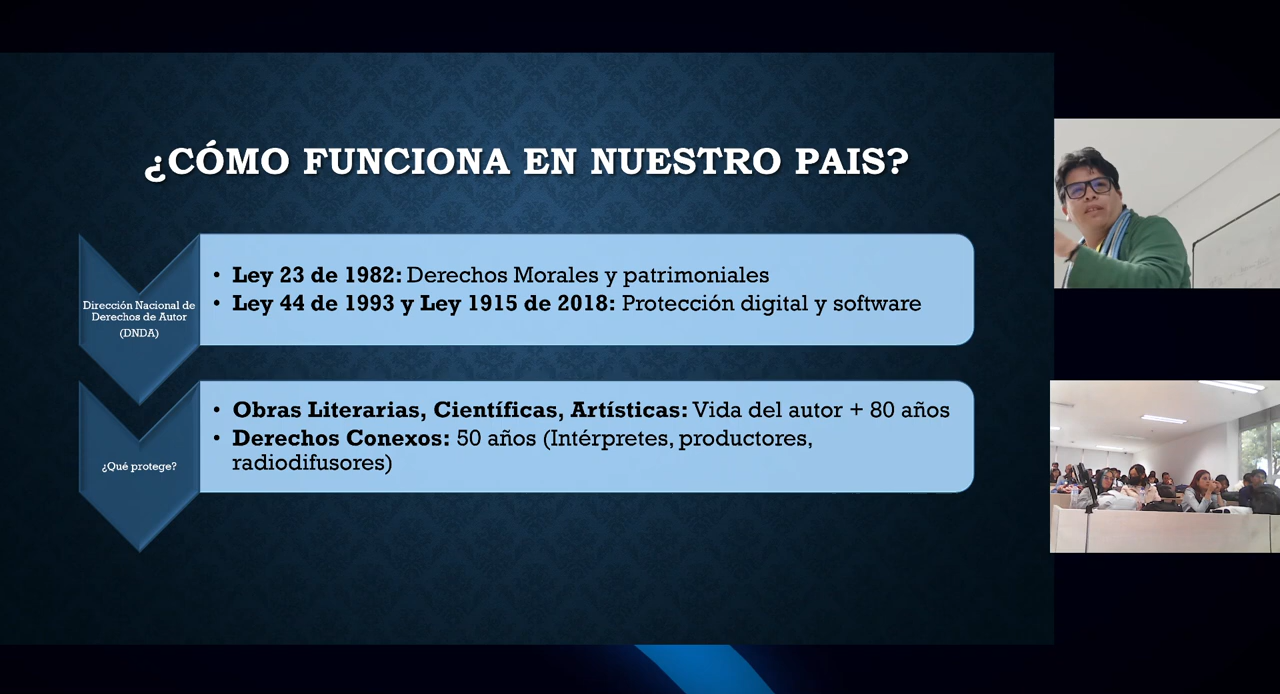 ¿CÓMO FUNCIONA EN NUESTRO PAIS?
Dirección Nacional de
Derechos de Autor
(DNDA)
• Ley 23 de 1982: Derechos Morales y patrimoniales
• Ley 44 de 1993 y Ley 1915 de 2018: Protección digital y software
¿Qué protege?
• Obras Literarias, Científicas, Artísticas: Vida del autor + 80 años
• Derechos Conexos: 50 años (Intérpretes, productores,
radiodifusores)